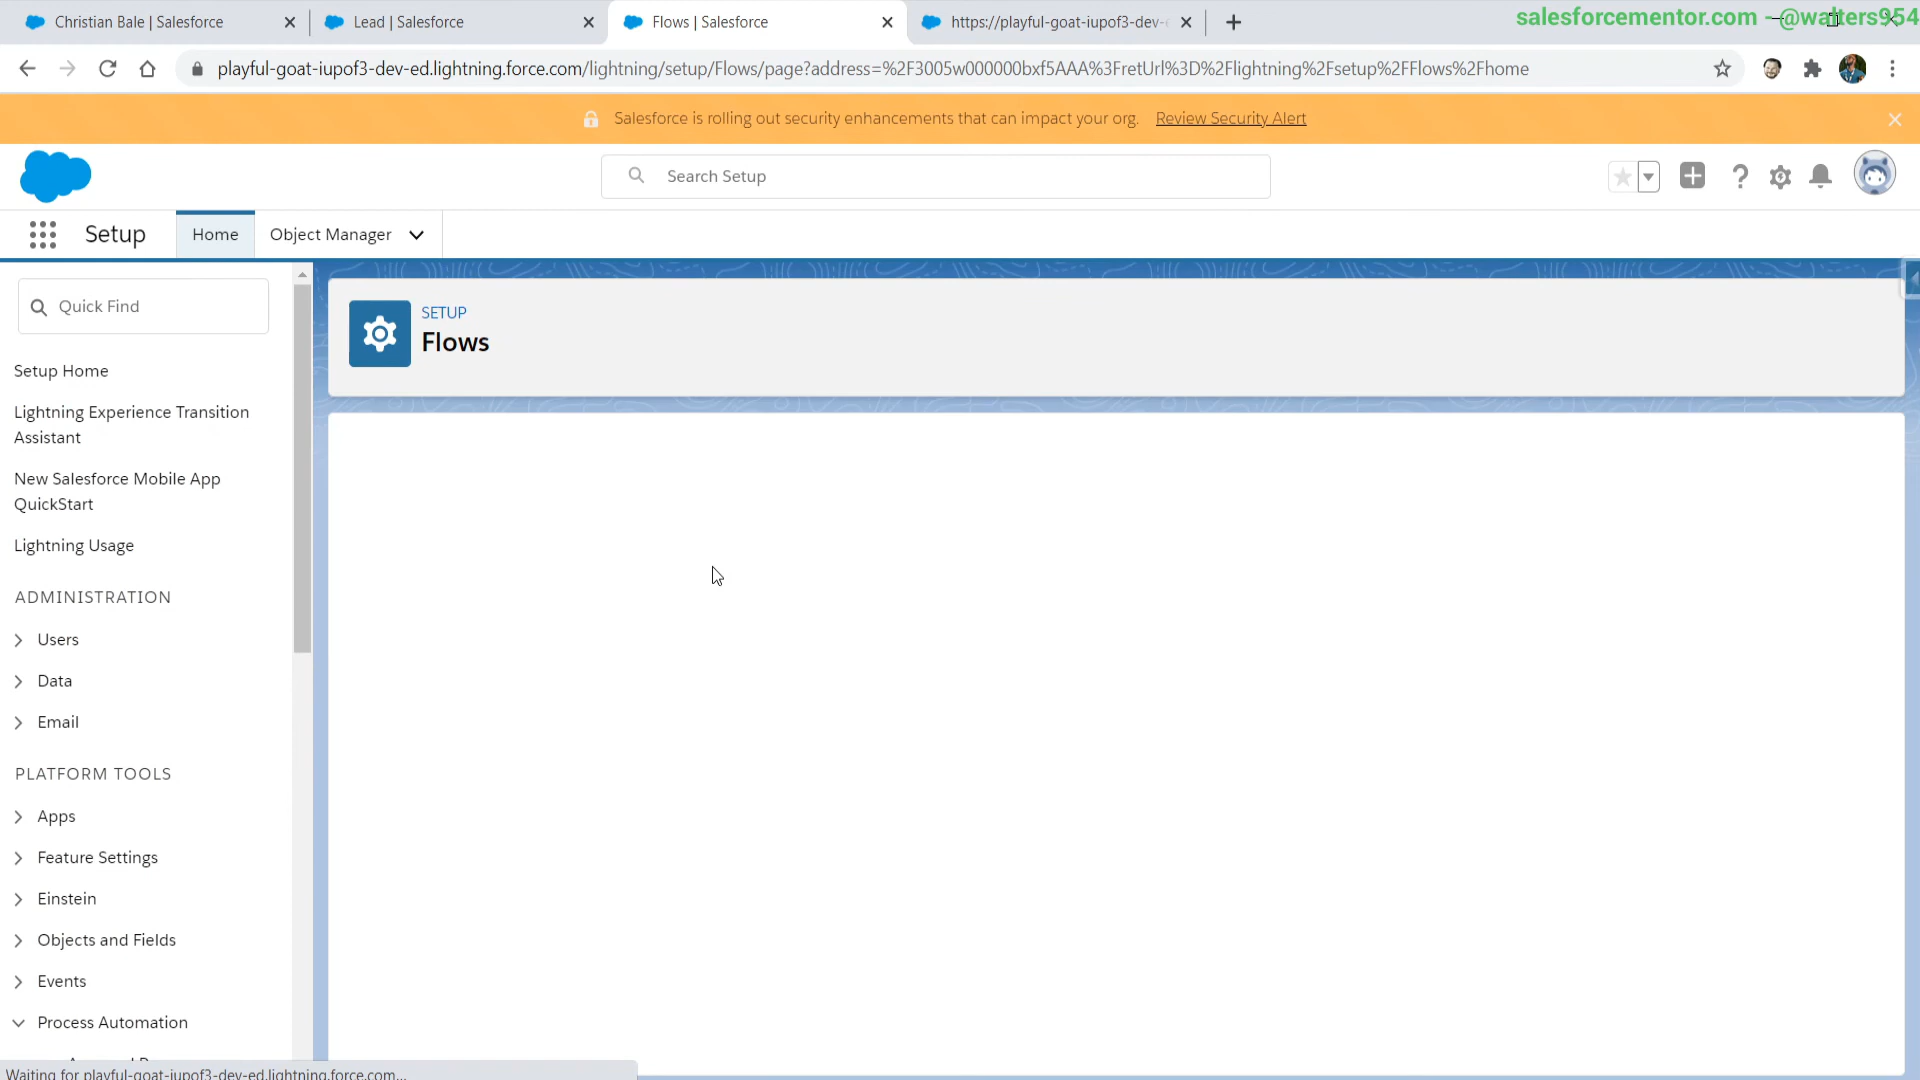 Christian Bale | Salesforce
Lead | Salesforce
Flows | Salesforce
https://playful-goat-iupof3-dev-
salesforcementor.com - @walters954
playful-goat-iupof3-dev-ed.lightning.force.com/lightning/setup/Flows/page?address=%2F3005w000000bxf5AAA%3FretUrl%3D%2Flightning%2Fsetup%2FFlows%2Fhome
Salesforce is rolling out security enhancements that can impact your org. Review Security Alert
Search Setup
Setup
Home
Object Manager
Quick Find
SETUP
Flows
Setup Home
Lightning Experience Transition
Assistant
New Salesforce Mobile App
QuickStart
Lightning Usage
ADMINISTRATION
Users
Data
Email
PLATFORM TOOLS
Apps
Feature Settings
Einstein
Objects and Fields
Events
Process Automation
Waiting for playful-goat-iupof3-dev-ed.lightning.force.com...